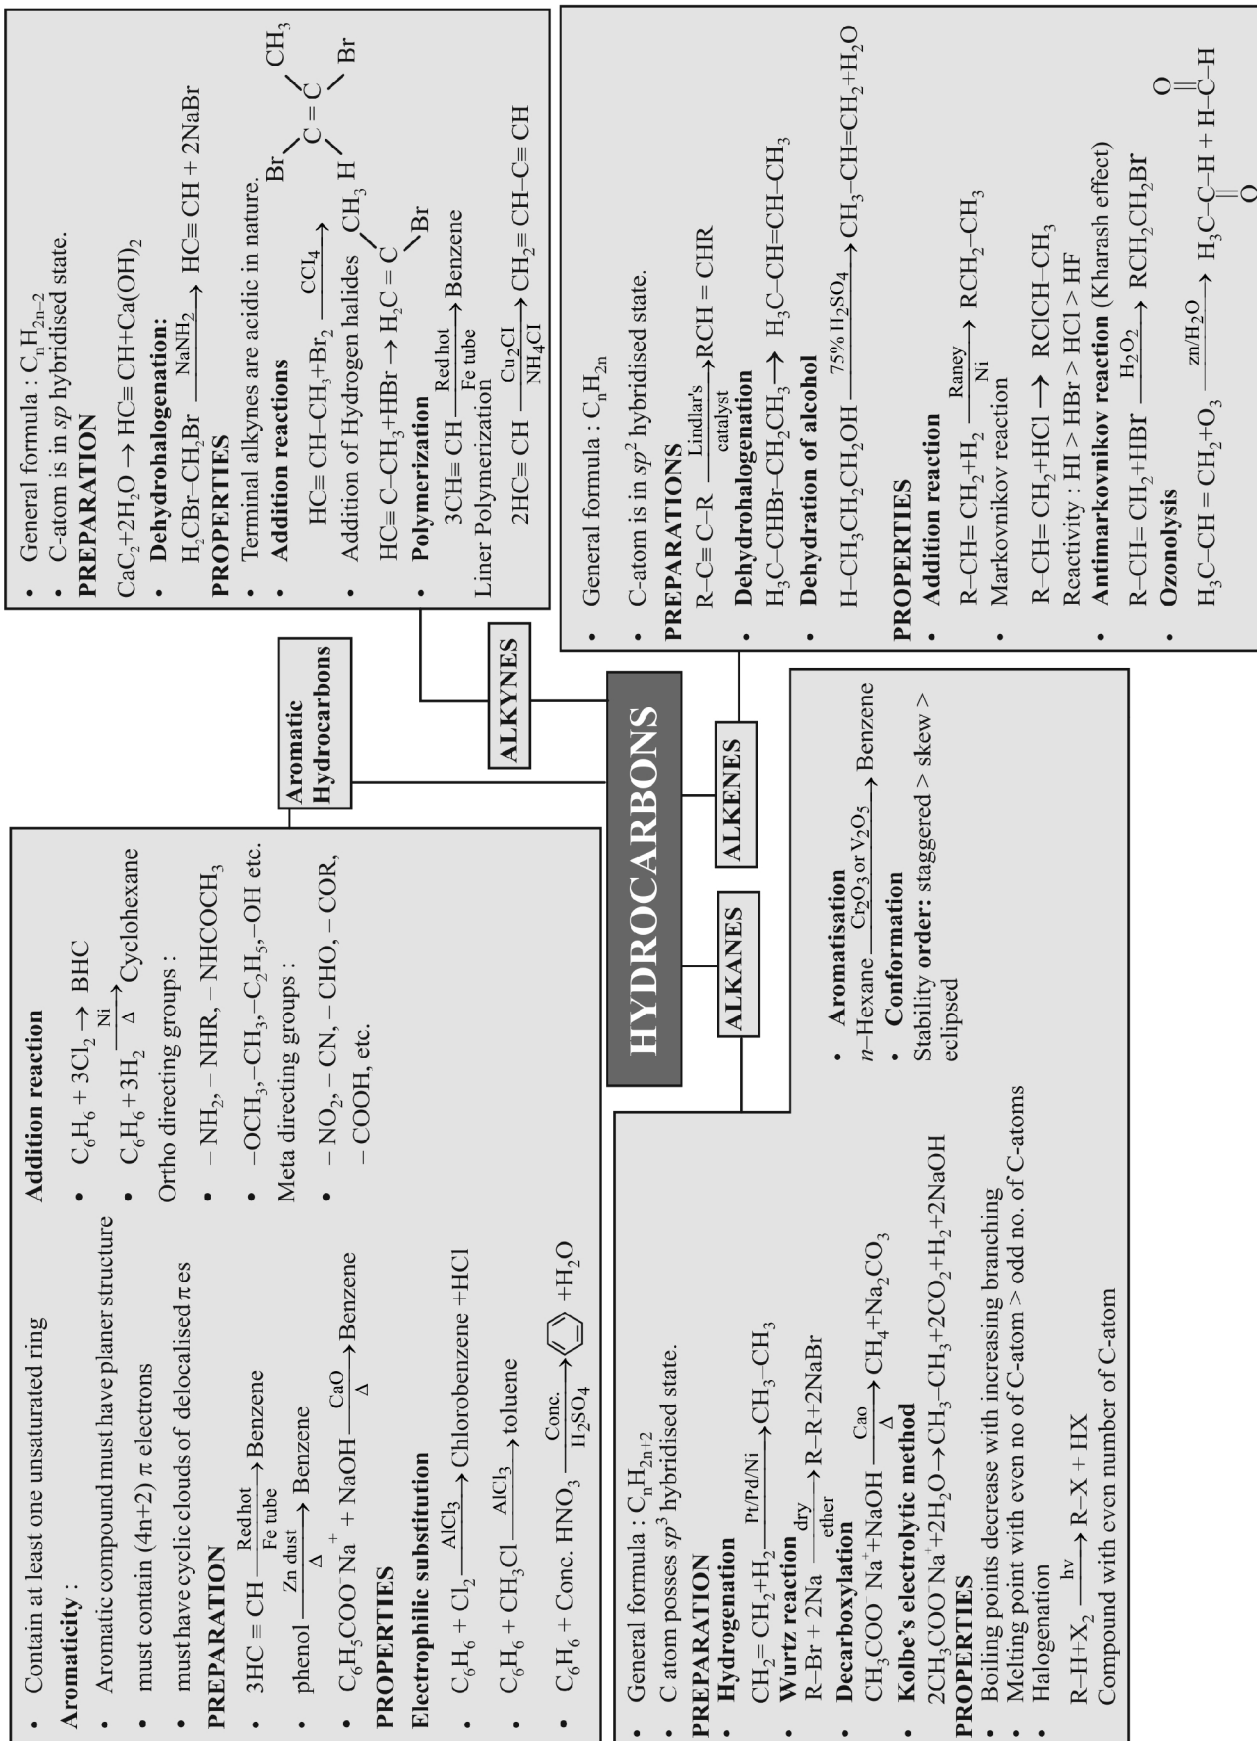 HYDROCARBONS
Aromatic
Hydrocarbons
• Contain at least one unsaturated ring
Aromaticity :
• Aromatic compound must have planer structure
• must contain (4n+2) π electrons
• must have cyclic clouds of delocalised π es
PREPARATION
• 3HC ≡ CH —Red hot / Fe tube→ Benzene
• phenol —Zn dust / Δ→ Benzene
• C₆H₅COO⁻Na⁺ + NaOH —CaO / Δ→ Benzene
PROPERTIES
Electrophilic substitution
• C₆H₆ + Cl₂ —AlCl₃→ Chlorobenzene +HCl
• C₆H₆ + CH₃Cl —AlCl₃→ toluene
• C₆H₆ + Conc. HNO₃ —Conc. / H₂SO₄→ +H₂O
Addition reaction
• C₆H₆ + 3Cl₂ → BHC
• C₆H₆ +3H₂ —Ni / Δ→ Cyclohexane
Ortho directing groups :
• – NH₂, – NHR, – NHCOCH₃
• –OCH₃,–CH₃,–C₂H₅,–OH etc.
Meta directing groups :
• – NO₂, – CN, – CHO, – COR,
– COOH, etc.
ALKYNES
• General formula : CₙH₂ₙ₋₂
• C-atom is in sp hybridised state.
PREPARATION
CaC₂+2H₂O → HC≡ CH+Ca(OH)₂
• Dehydrohalogenation:
H₂CBr–CH₂Br —NaNH₂→ HC≡ CH + 2NaBr
PROPERTIES
• Terminal alkynes are acidic in nature.
• Addition reactions
HC≡ CH–CH₃+Br₂ —CCl₄→ Br H C = C CH₃ Br
• Addition of Hydrogen halides
HC≡ C–CH₃+HBr → H₂C = C CH₃ Br
• Polymerization
3CH≡ CH —Red hot / Fe tube→ Benzene
Liner Polymerization
2HC≡ CH —Cu₂Cl / NH₄Cl→ CH₂≡ CH–C≡ CH
ALKANES
• General formula : CₙH₂ₙ₊₂
• C atom posses sp³ hybridised state.
PREPARATION
• Hydrogenation
CH₂= CH₂+H₂ —Pt/Pd/Ni→ CH₃–CH₃
• Wurtz reaction
R–Br + 2Na —dry / ether→ R–R+2NaBr
• Decarboxylation
CH₃COO⁻Na⁺+NaOH —Cao / Δ→ CH₄+Na₂CO₃
• Kolbe's electrolytic method
2CH₃COO⁻Na⁺+2H₂O→CH₃–CH₃+2CO₂+H₂+2NaOH
PROPERTIES
• Boiling points decrease with increasing branching
• Melting point with even no of C-atom > odd no. of C-atoms
• Halogenation
• R–H+X₂ —hv→ R–X + HX
Compound with even number of C-atom
• Aromatisation
n–Hexane —Cr₂O₃ or V₂O₅→ Benzene
• Conformation
Stability order: staggered > skew >
eclipsed
ALKENES
• General formula : CₙH₂ₙ
• C-atom is in sp² hybridised state.
PREPARATIONS
R–C≡ C–R —Lindlar's / catalyst→ RCH = CHR
• Dehydrohalogenation
H₃C–CHBr–CH₂CH₃ → H₃C–CH=CH–CH₃
• Dehydration of alcohol
H–CH₃CH₂CH₂OH —75% H₂SO₄→ CH₃–CH=CH₂+H₂O
PROPERTIES
• Addition reaction
R–CH= CH₂+H₂ —Raney / Ni→ RCH₂–CH₃
• Markovnikov reaction
R–CH= CH₂+HCl → RClCH–CH₃
Reactivity : HI > HBr > HCl > HF
• Antimarkovnikov reaction (Kharash effect)
R–CH= CH₂+HBr —H₂O₂→ RCH₂CH₂Br
• Ozonolysis
H₃C–CH = CH₂+O₃ —zn/H₂O→ H₃C–C–H + H–C–H
O
O